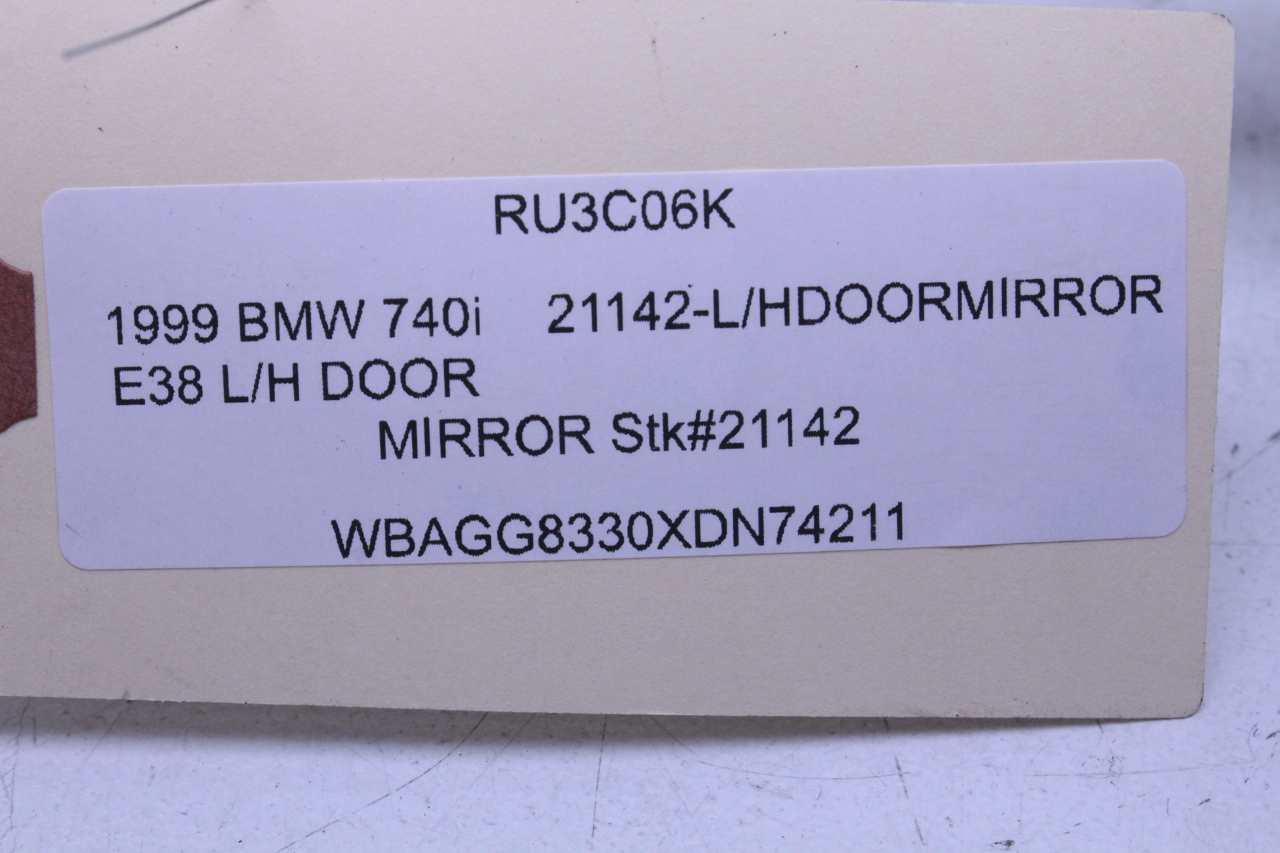 RU3C06K
1999 BMW 740i 21142-L/HDOORMIRROR
E38 L/H DOOR
MIRROR Stk#21142
WBAGG8330XDN74211